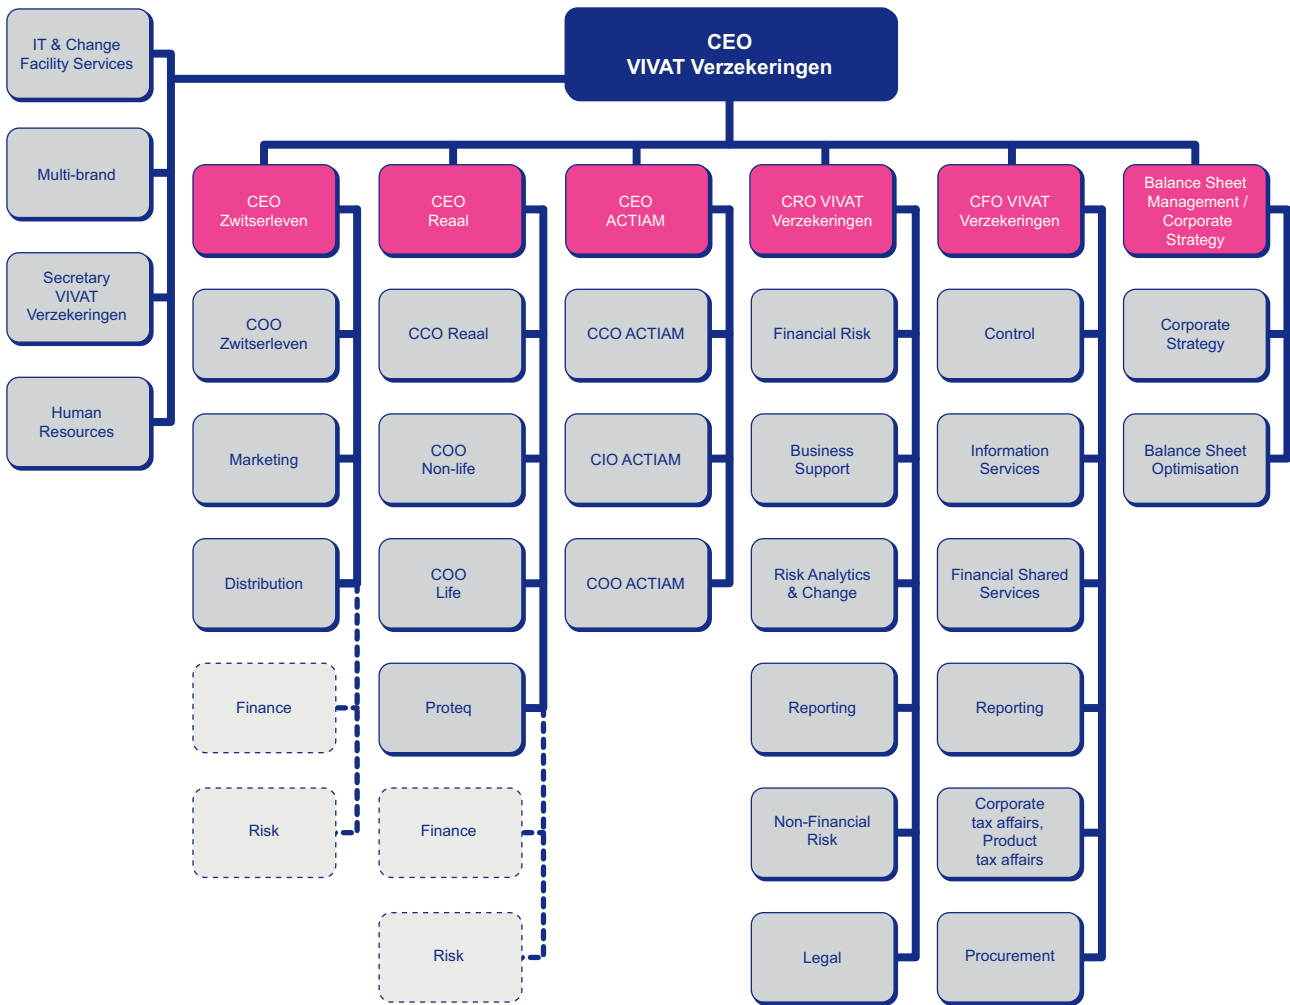 CEO
VIVAT Verzekeringen
IT & Change
Facility Services
Multi-brand
Secretary
VIVAT
Verzekeringen
Human
Resources
CEO
Zwitserleven
COO
Zwitserleven
Marketing
Distribution
Finance
Risk
CEO
Reaal
CCO Reaal
COO
Non-life
COO
Life
Proteq
Finance
Risk
CEO
ACTIAM
CCO ACTIAM
CIO ACTIAM
COO ACTIAM
CRO VIVAT
Verzekeringen
Financial Risk
Business
Support
Risk Analytics
& Change
Reporting
Non-Financial
Risk
Legal
CFO VIVAT
Verzekeringen
Control
Information
Services
Financial Shared
Services
Reporting
Corporate
tax affairs,
Product
tax affairs
Procurement
Balance Sheet
Management /
Corporate
Strategy
Corporate
Strategy
Balance Sheet
Optimisation